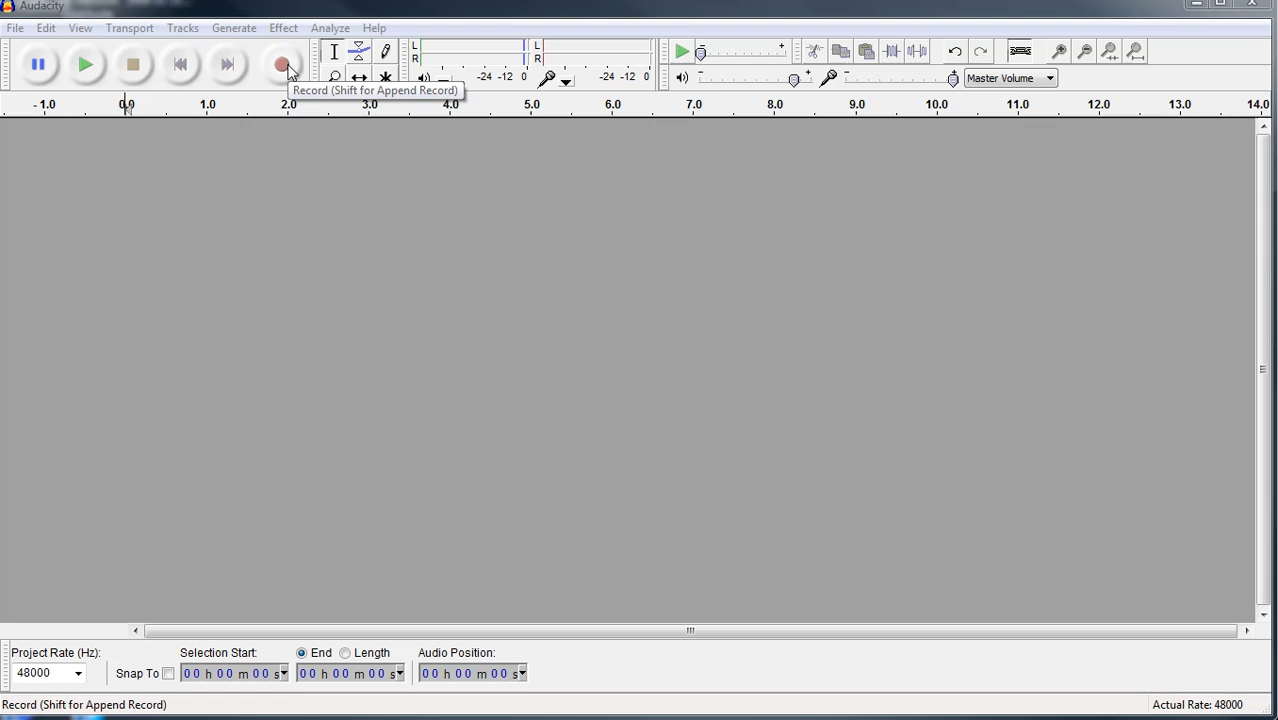 Audacity
File Edit View Transport Tracks Generate Effect Analyze Help
L
R
-24 -12 0
L
R
-24 -12 0
Master Volume
Record (Shift for Append Record)
- 1.0 0.0 1.0 2.0 3.0 4.0 5.0 6.0 7.0 8.0 9.0 10.0 11.0 12.0 13.0 14.0
Project Rate (Hz): Selection Start: End Length Audio Position:
48000 Snap To 00 h 00 m 00 s 00 h 00 m 00 s 00 h 00 m 00 s
Record (Shift for Append Record) Actual Rate: 48000